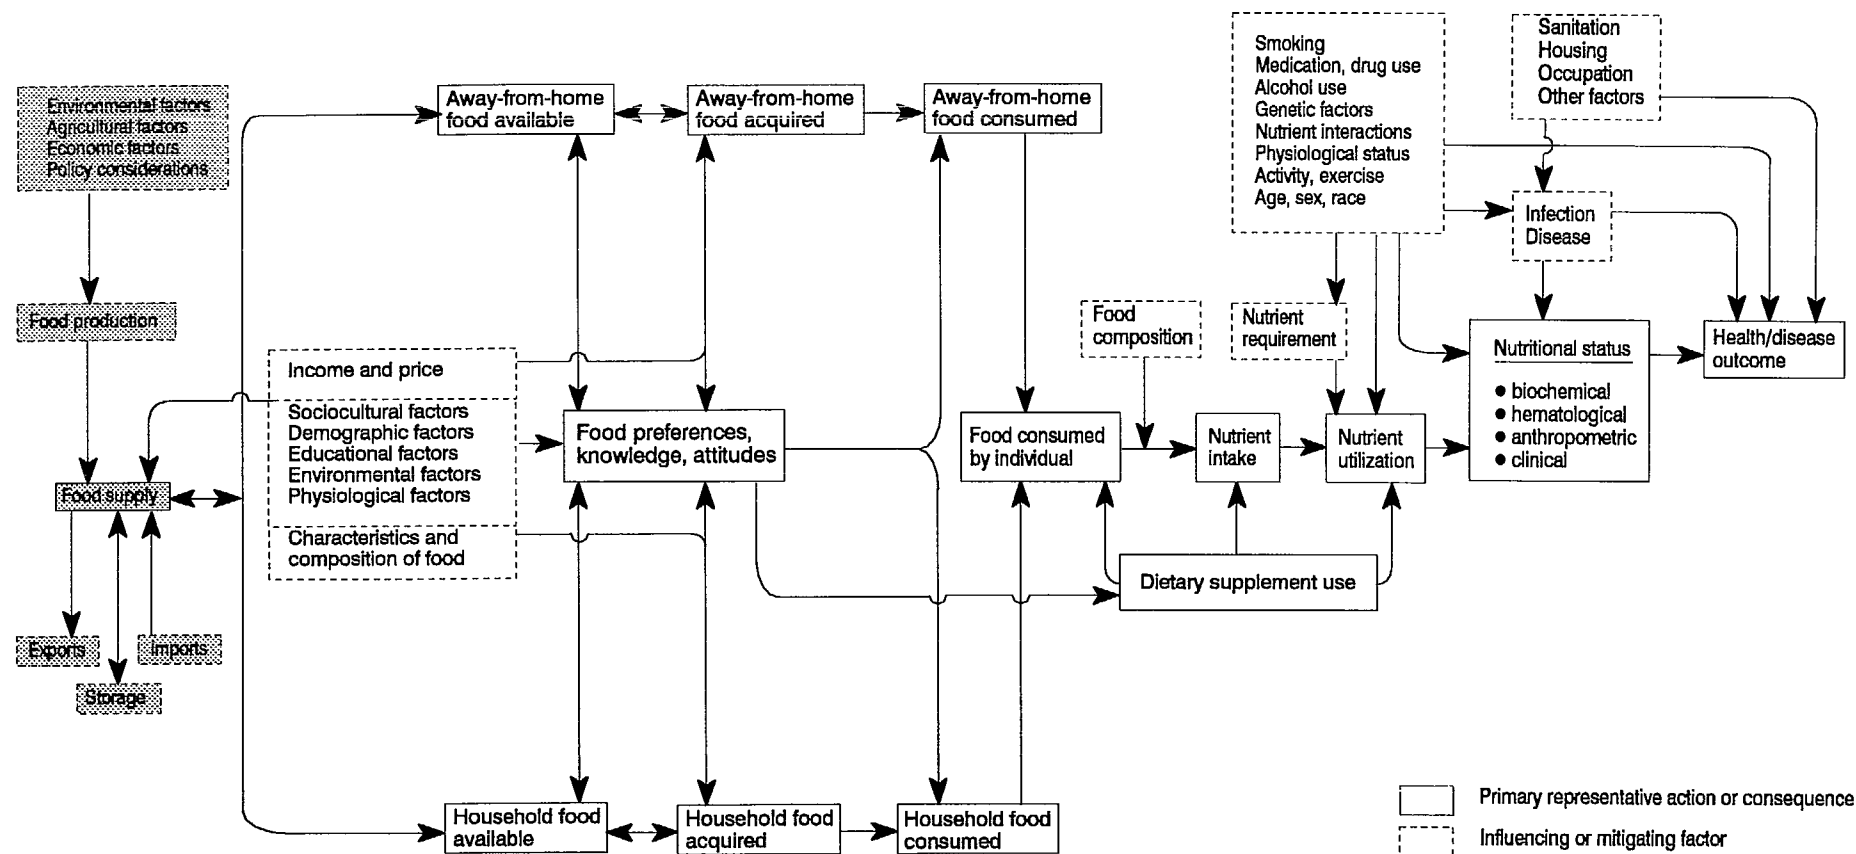 Environmental factors
Agricultural factors
Economic factors
Policy considerations
Food production
Food supply
Exports
Imports
Storage
Income and price
Sociocultural factors
Demographic factors
Educational factors
Environmental factors
Physiological factors
Characteristics and
composition of food
Away-from-home
food available
Away-from-home
food acquired
Away-from-home
food consumed
Food preferences,
knowledge, attitudes
Household food
available
Household food
acquired
Household food
consumed
Food consumed
by individual
Food
composition
Nutrient
intake
Dietary supplement use
Smoking
Medication, drug use
Alcohol use
Genetic factors
Nutrient interactions
Physiological status
Activity, exercise
Age, sex, race
Nutrient
requirement
Nutrient
utilization
Sanitation
Housing
Occupation
Other factors
Infection
Disease
Nutritional status
● biochemical
● hematological
● anthropometric
● clinical
Health/disease
outcome
Primary representative action or consequence
Influencing or mitigating factor